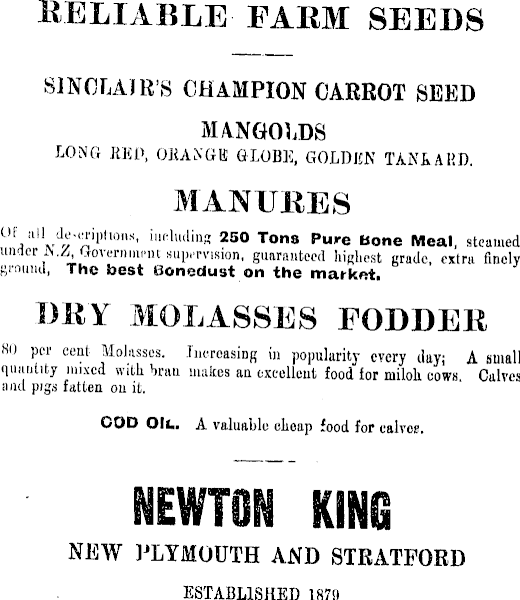 RELIABLE FARM SEEDS
SINCLAIR'S CHAMPION CARROT SEED
MANGOLDS
LONG RED, ORANGE GLOBE, GOLDEN TANKARD.
MANURES
Of all descriptions, including 250 Tons Pure Bone Meal, steamed
under N.Z, Government supervision, guaranteed highest grade, extra finely
ground, The best Bonedust on the market.
DRY MOLASSES FODDER
80 per cent Molasses. Increasing in popularity every day; A small
quantity mixed with bran makes an excellent food for milch cows. Calves
and pigs fatten on it.
COD OIL. A valuable cheap food for calves.
NEWTON KING
NEW PLYMOUTH AND STRATFORD
ESTABLISHED 1879